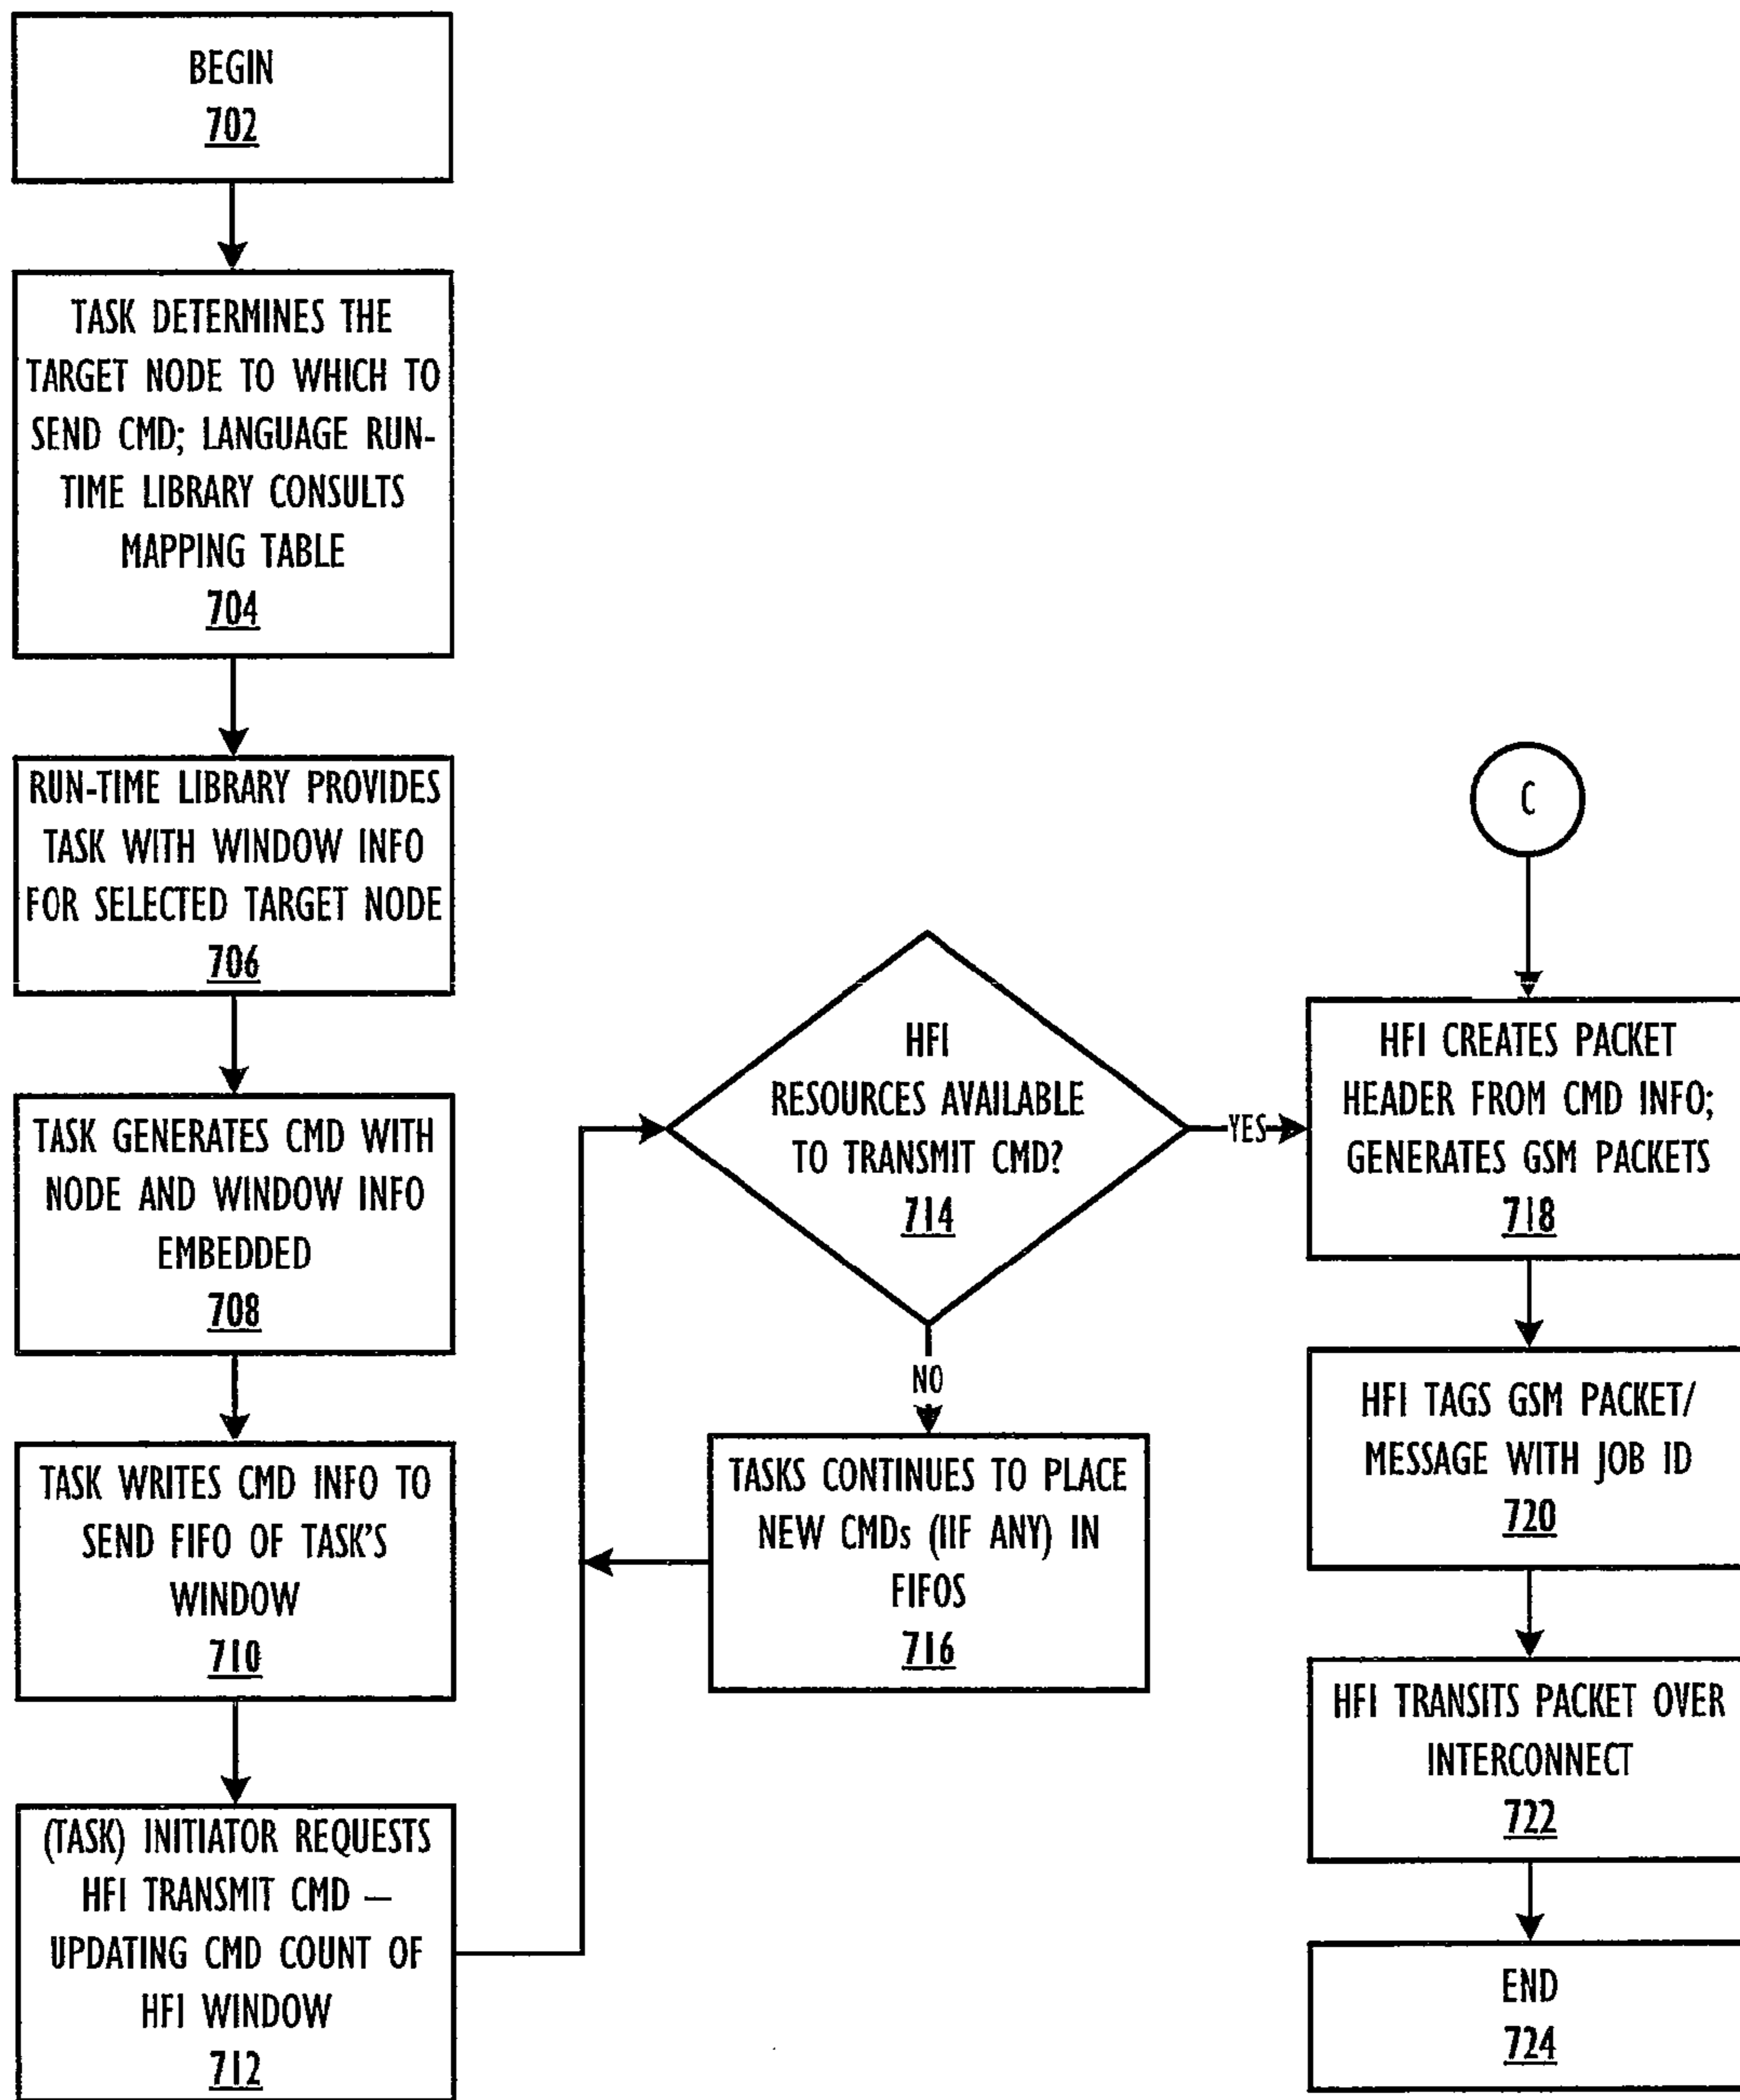 BEGIN
702
TASK DETERMINES THE
TARGET NODE TO WHICH TO
SEND CMD; LANGUAGE RUN-
TIME LIBRARY CONSULTS
MAPPING TABLE
704
RUN-TIME LIBRARY PROVIDES
TASK WITH WINDOW INFO
FOR SELECTED TARGET NODE
706
TASK GENERATES CMD WITH
NODE AND WINDOW INFO
EMBEDDED
708
TASK WRITES CMD INFO TO
SEND FIFO OF TASK'S
WINDOW
710
(TASK) INITIATOR REQUESTS
HFI TRANSMIT CMD –
UPDATING CMD COUNT OF
HFI WINDOW
712
HFI
RESOURCES AVAILABLE
TO TRANSMIT CMD?
714
YES
NO
TASKS CONTINUES TO PLACE
NEW CMDs (IIF ANY) IN
FIFOS
716
C
HFI CREATES PACKET
HEADER FROM CMD INFO;
GENERATES GSM PACKETS
718
HFI TAGS GSM PACKET/
MESSAGE WITH JOB ID
720
HFI TRANSITS PACKET OVER
INTERCONNECT
722
END
724